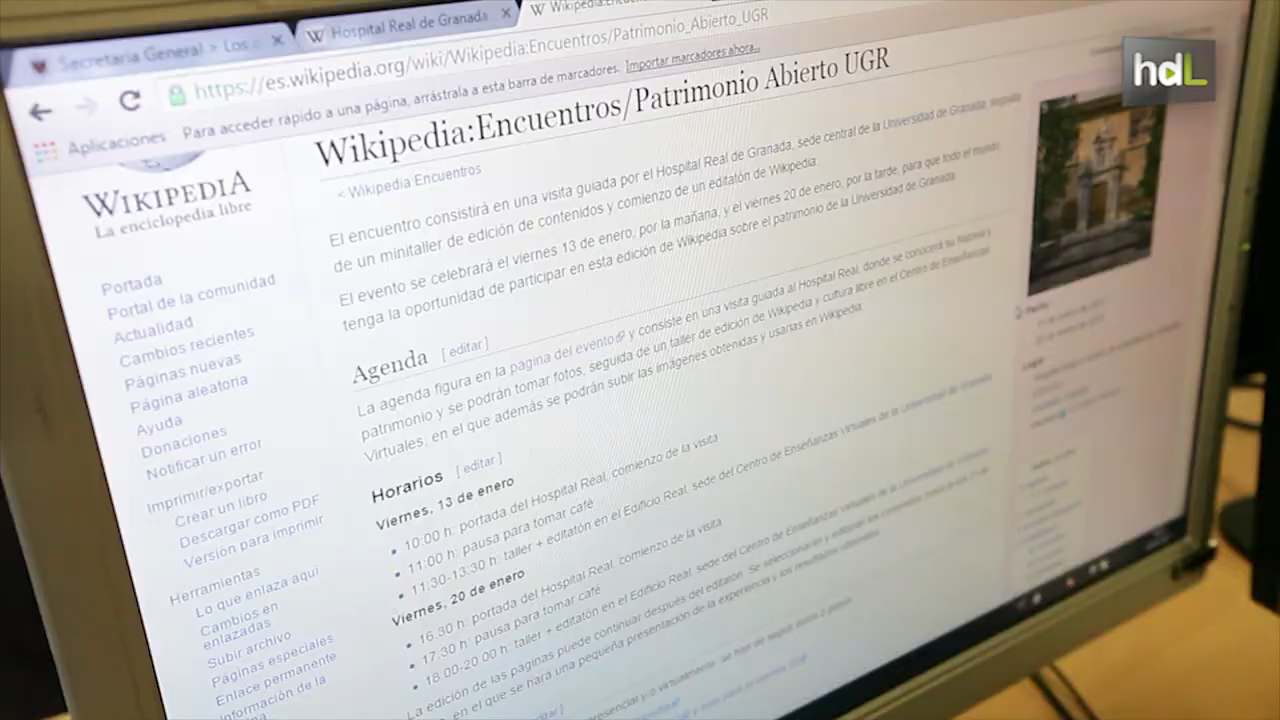 Secretaria General > Los
Hospital Real de Granada
https://es.wikipedia.org/wiki/Wikipedia:Encuentros/Patrimonio_Abierto_UGR
Aplicaciones
Para acceder rápido a una página, arrástrala a esta barra de marcadores. Importar marcadores ahora...
hdL
WIKIPEDIA
La enciclopedia libre
Portada
Portal de la comunidad
Actualidad
Cambios recientes
Páginas nuevas
Página aleatoria
Ayuda
Donaciones
Notificar un error
Imprimir/exportar
Crear un libro
Descargar como PDF
Versión para imprimir
Herramientas
Lo que enlaza aquí
Cambios en
enlazadas
Subir archivo
Páginas especiales
Enlace permanente
Información de la
Wikipedia:Encuentros/Patrimonio Abierto UGR
< Wikipedia Encuentros
El encuentro consistirá en una visita guiada por el Hospital Real de Granada, sede central de la Universidad de Granada, seguida
de un minitaller de edición de contenidos y comienzo de un editatón de Wikipedia.
El evento se celebrará el viernes 13 de enero, por la mañana, y el viernes 20 de enero, por la tarde, para que todo el mundo
tenga la oportunidad de participar en esta edición de Wikipedia sobre el patrimonio de la Universidad de Granada.
Agenda [editar]
La agenda figura en la pagina del evento y consiste en una visita guiada al Hospital Real, donde se conocerá su historia y
patrimonio y se podrán tomar fotos, seguida de un taller de edición de Wikipedia y cultura libre en el Centro de Enseñanzas
Virtuales, en el que además se podrán subir las imágenes obtenidas y usarlas en Wikipedia.
Horarios [editar]
Viernes, 13 de enero
10:00 h: portada del Hospital Real, comienzo de la visita
11:00 h: pausa para tomar café
11:30-13:30 h: taller + editatón en el Edificio Real, sede del Centro de Enseñanzas Virtuales de la Universidad de Granada
Viernes, 20 de enero
16:30 h: portada del Hospital Real, comienzo de la visita
17:30 h: pausa para tomar café
18:00-20:00 h: taller + editatón en el Edificio Real, sede del Centro de Enseñanzas Virtuales de la Universidad de Granada
La edición de las paginas puede continuar después del editatón. Se seleccionarán y editarán los contenidos
en el que se hará una pequeña presentación de la experiencia y los resultados obtenidos.